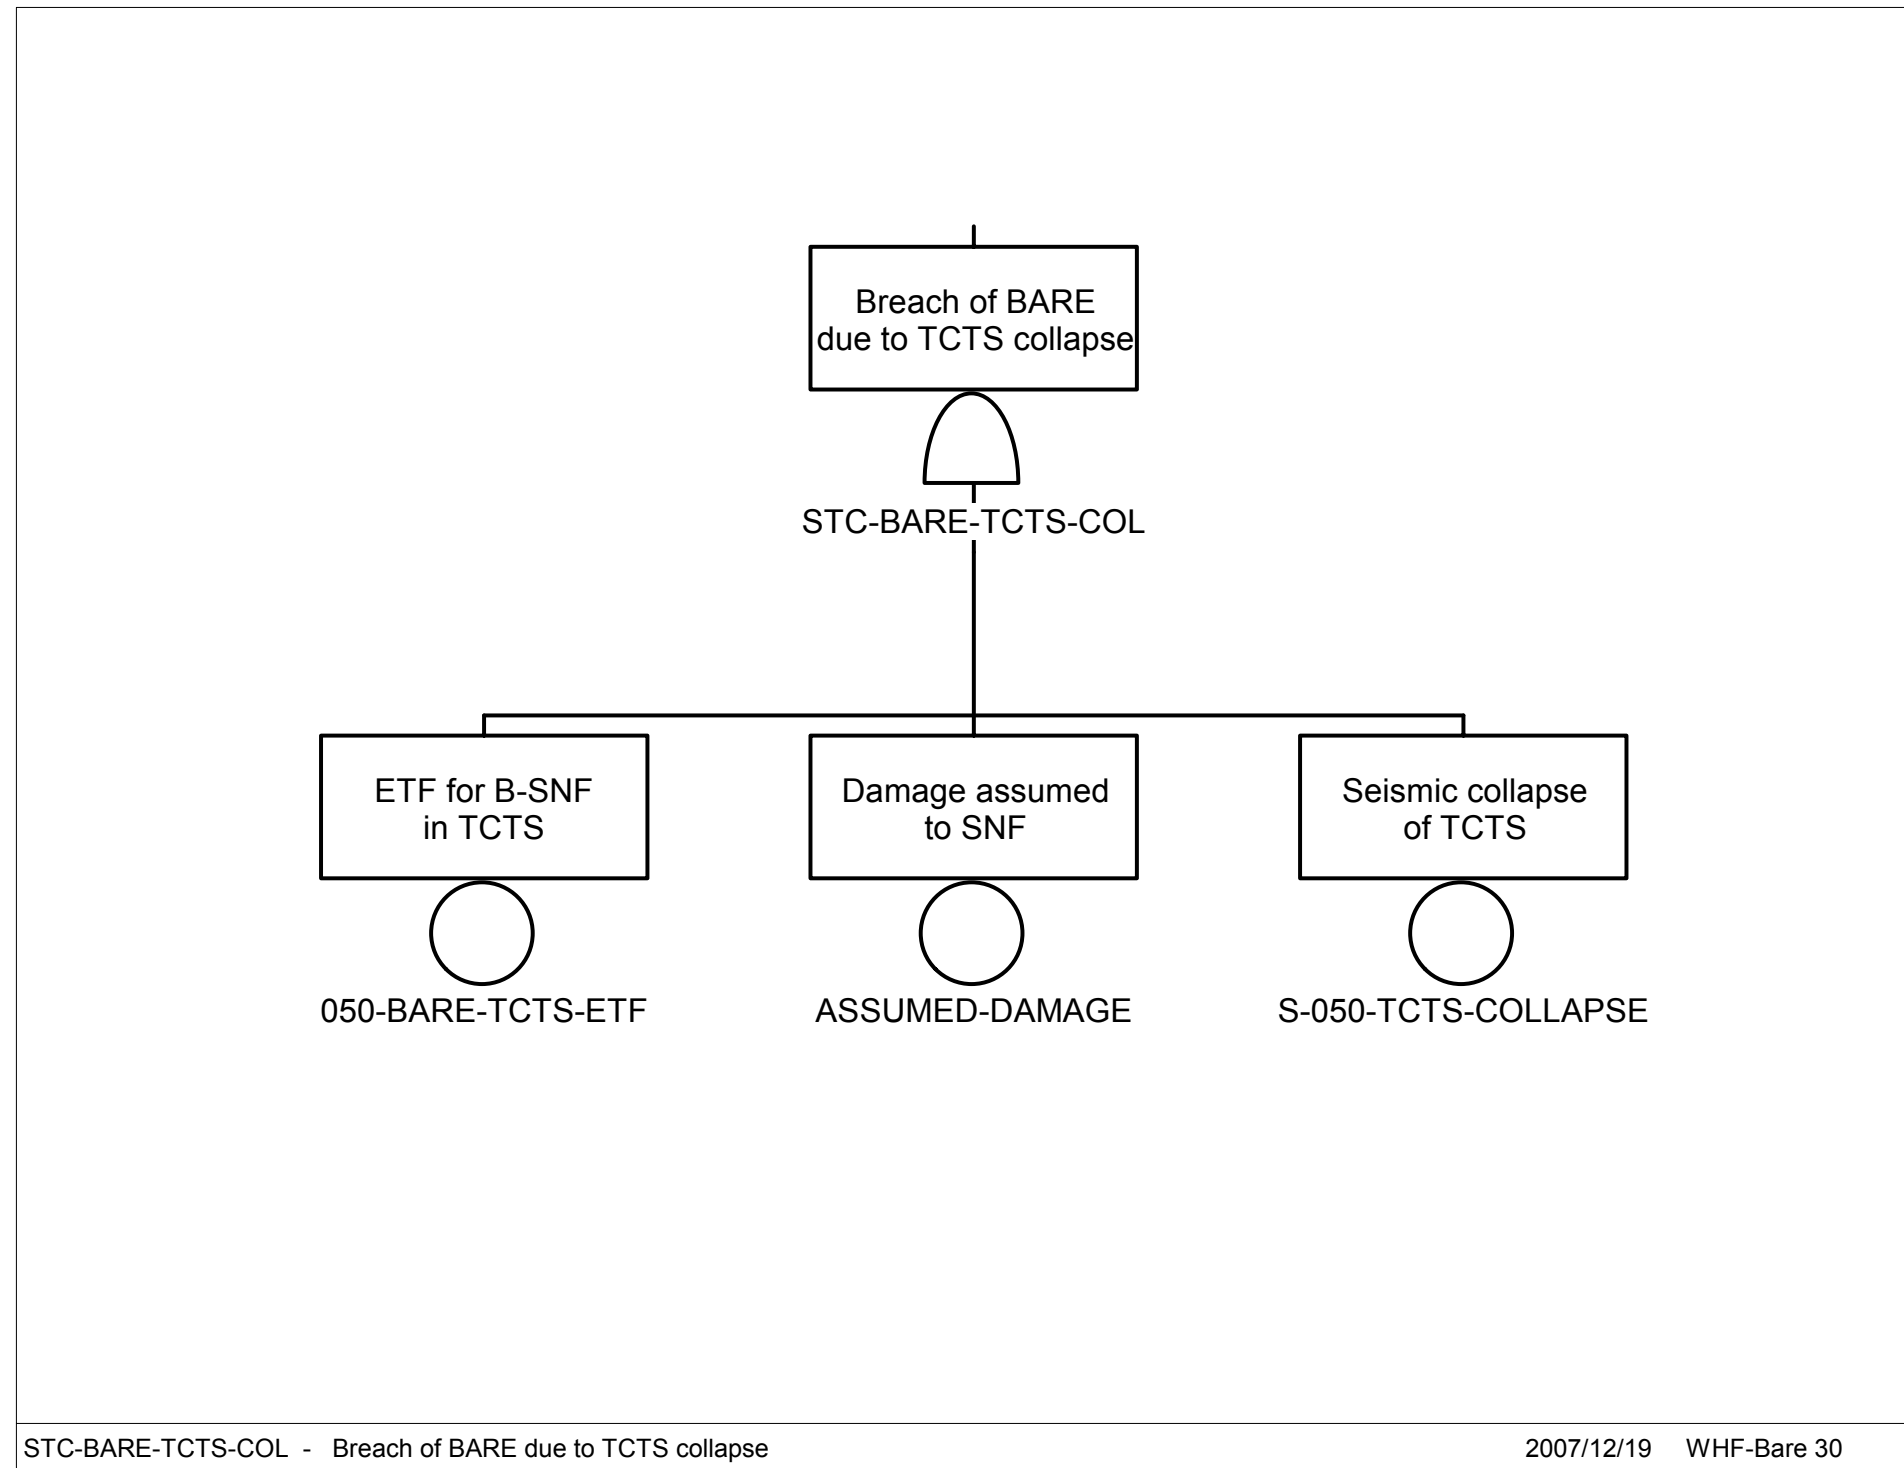 Breach of BARE
due to TCTS collapse
STC-BARE-TCTS-COL
ETF for B-SNF
in TCTS
Damage assumed
to SNF
Seismic collapse
of TCTS
050-BARE-TCTS-ETF
ASSUMED-DAMAGE
S-050-TCTS-COLLAPSE
STC-BARE-TCTS-COL - Breach of BARE due to TCTS collapse
2007/12/19 WHF-Bare 30